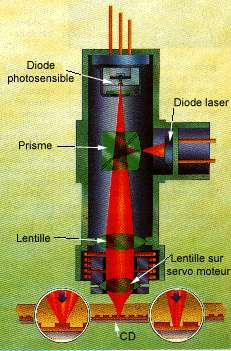 Diode
photosensible
Diode laser
Prisme
Lentille
Lentille sur
servo moteur
CD